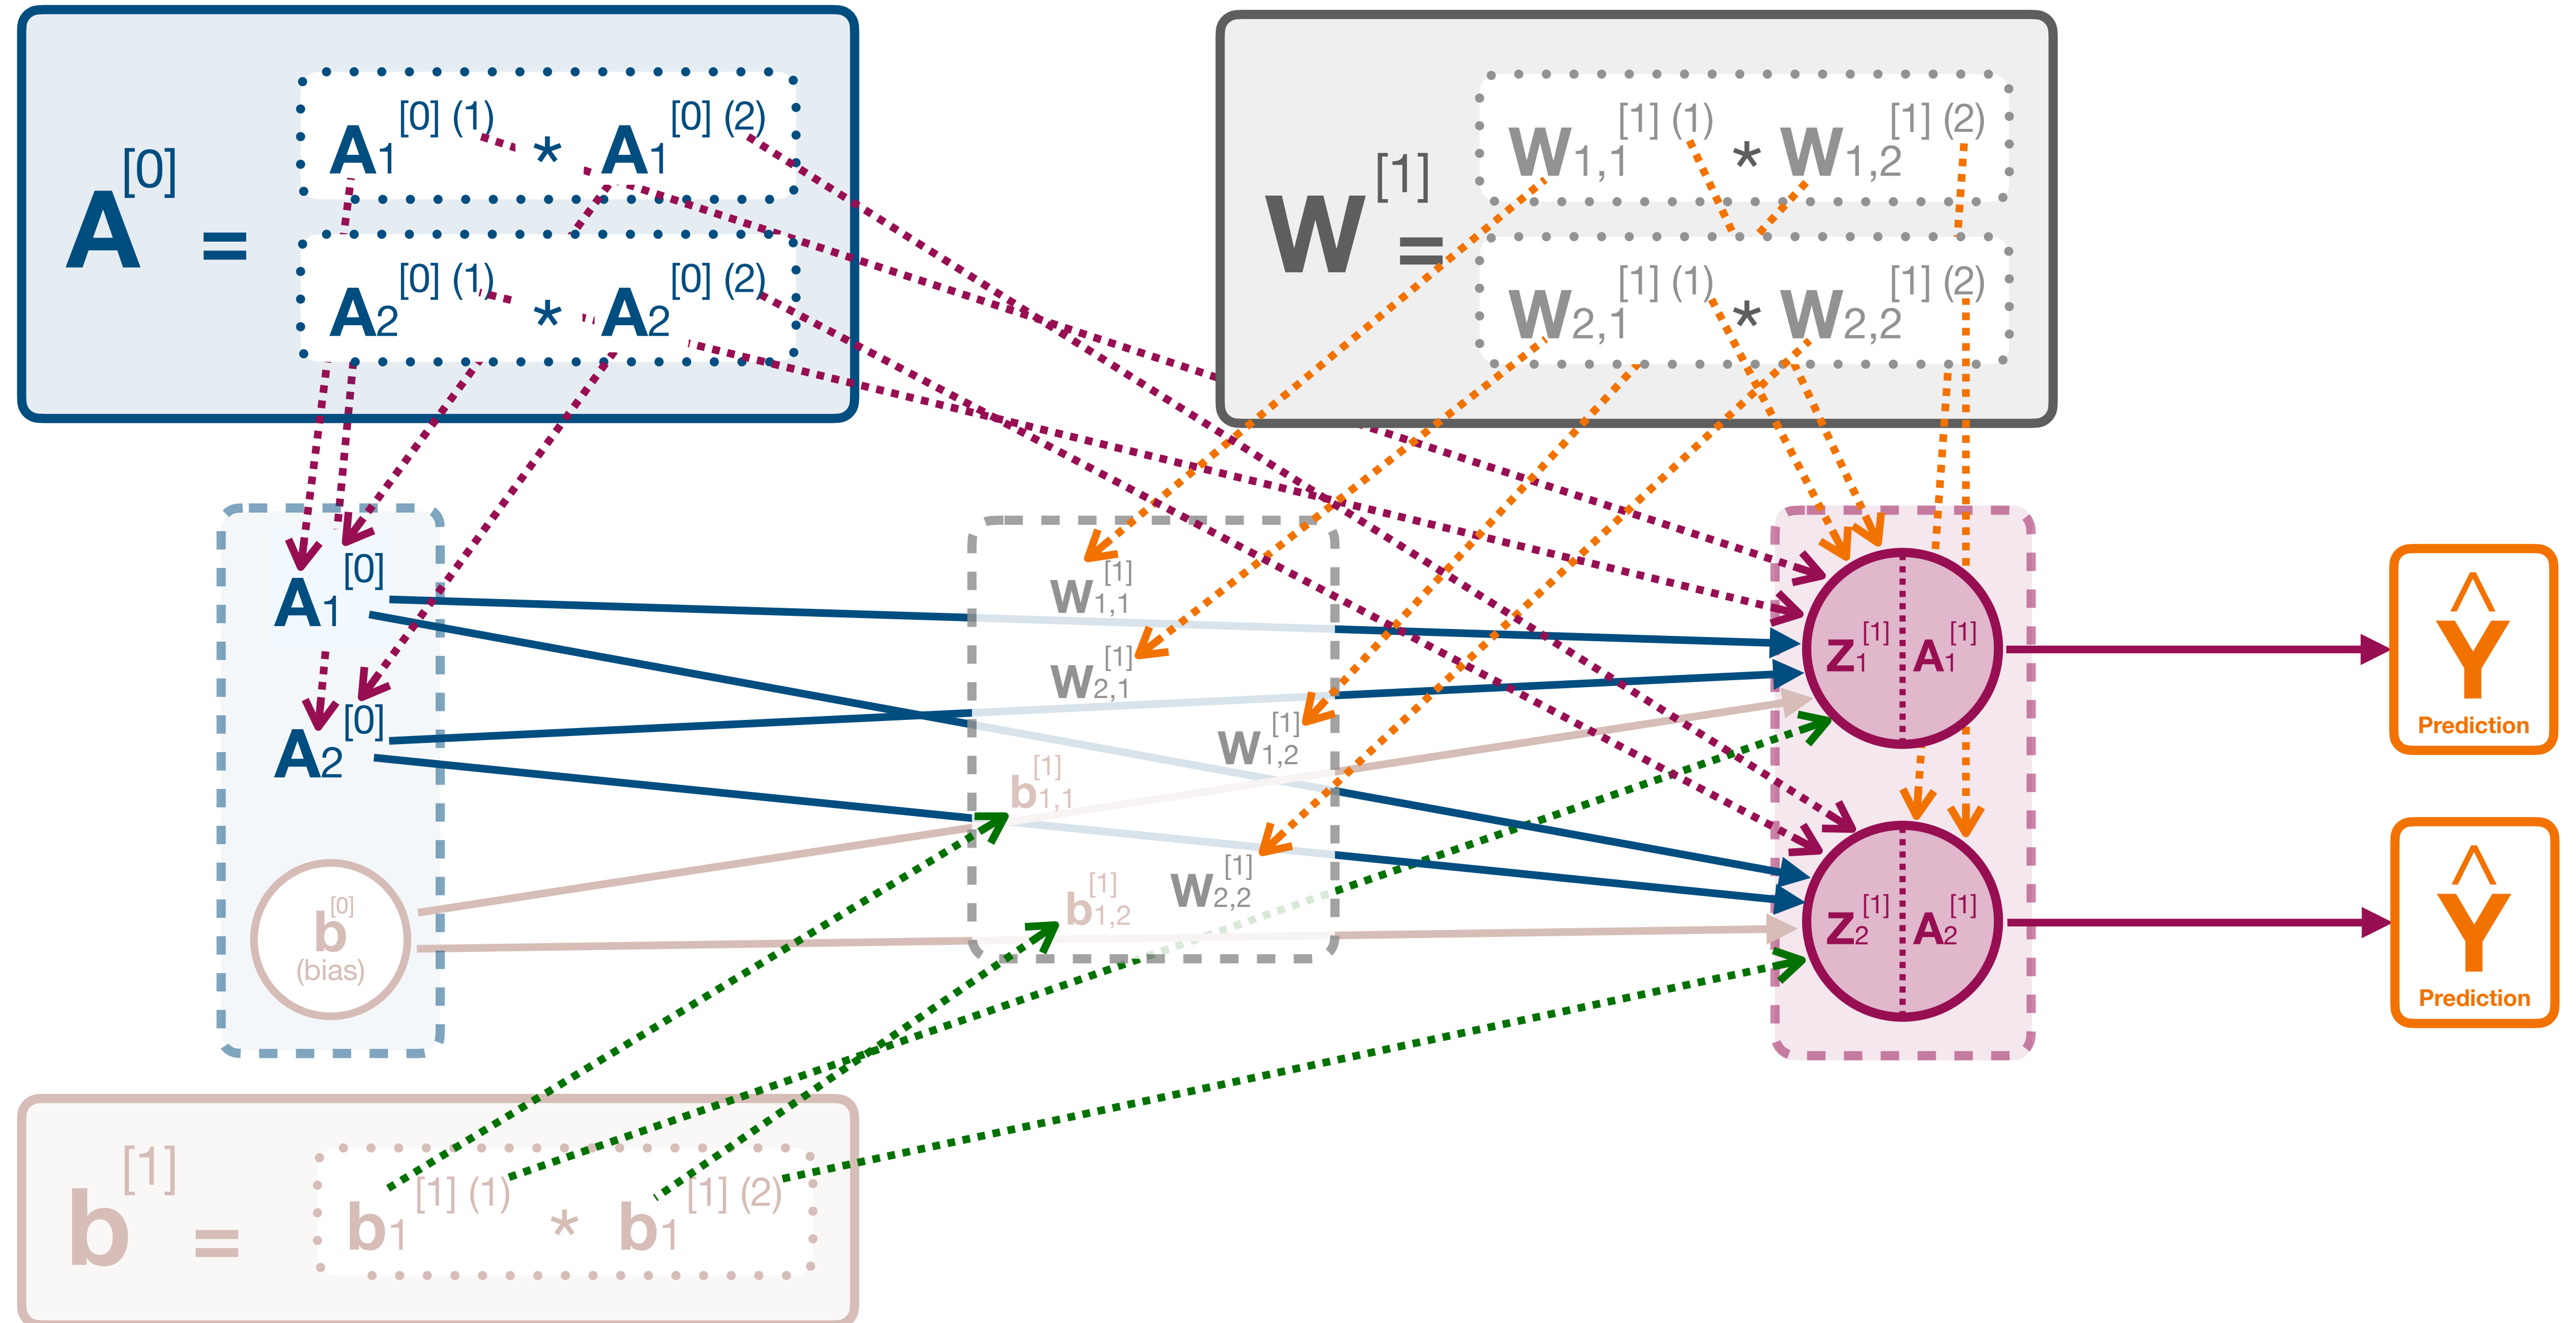 A[0] =
A1[0] (1) * A1[0] (2)
A2[0] (1) * A2[0] (2)
W[1] =
W1,1[1] (1) * W1,2[1] (2)
W2,1[1] (1) * W2,2[1] (2)
A1[0]
A2[0]
b[0]
(bias)
W1,1[1]
W2,1[1]
W1,2[1]
b1,1[1]
W2,2[1]
b1,2[1]
Z1[1] A1[1]
Z2[1] A2[1]
Ŷ
Prediction
Ŷ
Prediction
b[1] =
b1[1] (1) * b1[1] (2)